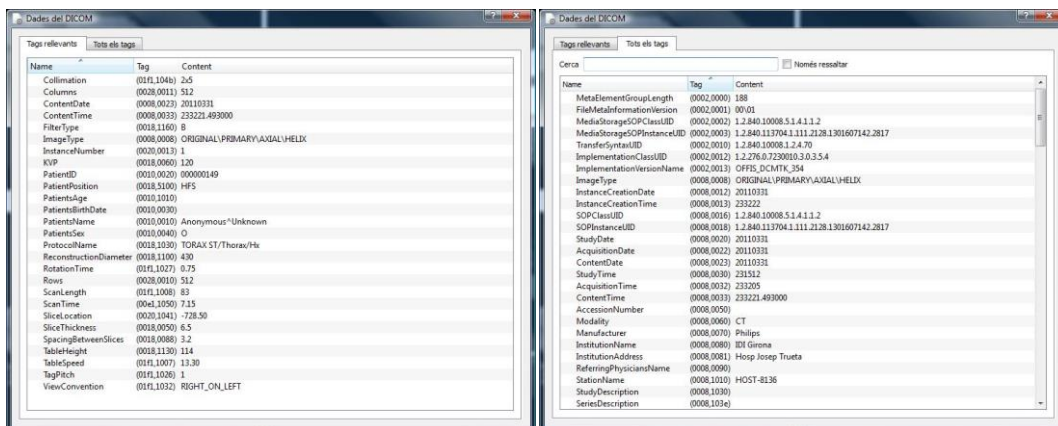 Dades del DICOM
Tags rellevants Tots els tags
Name Tag Content
Collimation (01f1,104b) 2x5
Columns (0028,0011) 512
ContentDate (0008,0023) 20110331
ContentTime (0008,0033) 233221.493000
FilterType (0018,1160) B
ImageType (0008,0008) ORIGINAL\PRIMARY\AXIAL\HELIX
InstanceNumber (0020,0013) 1
KVP (0018,0060) 120
PatientID (0010,0020) 000000149
PatientPosition (0018,5100) HFS
PatientsAge (0010,1010)
PatientsBirthDate (0010,0030)
PatientsName (0010,0010) Anonymous^Unknown
PatientsSex (0010,0040) O
ProtocolName (0018,1030) TORAX ST/Thorax/Hx
ReconstructionDiameter (0018,1100) 430
RotationTime (01f1,1027) 0.75
Rows (0028,0010) 512
ScanLength (01f1,1008) 83
ScanTime (00e1,1050) 7.15
SliceLocation (0020,1041) -728.50
SliceThickness (0018,0050) 6.5
SpacingBetweenSlices (0018,0088) 3.2
TableHeight (0018,1130) 114
TableSpeed (01f1,1007) 13.30
TagPitch (01f1,1026) 1
ViewConvention (01f1,1032) RIGHT_ON_LEFT
Dades del DICOM
Tags rellevants Tots els tags
Cerca Només ressaltar
Name Tag Content
MetaElementGroupLength (0002,0000) 188
FileMetaInformationVersion (0002,0001) 00\01
MediaStorageSOPClassUID (0002,0002) 1.2.840.10008.5.1.4.1.1.2
MediaStorageSOPInstanceUID (0002,0003) 1.2.840.113704.1.111.2128.1301607142.2817
TransferSyntaxUID (0002,0010) 1.2.840.10008.1.2.4.70
ImplementationClassUID (0002,0012) 1.2.276.0.7230010.3.0.3.5.4
ImplementationVersionName (0002,0013) OFFIS_DCMTK_354
ImageType (0008,0008) ORIGINAL\PRIMARY\AXIAL\HELIX
InstanceCreationDate (0008,0012) 20110331
InstanceCreationTime (0008,0013) 233222
SOPClassUID (0008,0016) 1.2.840.10008.5.1.4.1.1.2
SOPInstanceUID (0008,0018) 1.2.840.113704.1.111.2128.1301607142.2817
StudyDate (0008,0020) 20110331
AcquisitionDate (0008,0022) 20110331
ContentDate (0008,0023) 20110331
StudyTime (0008,0030) 231512
AcquisitionTime (0008,0032) 233205
ContentTime (0008,0033) 233221.493000
AccessionNumber (0008,0050)
Modality (0008,0060) CT
Manufacturer (0008,0070) Philips
InstitutionName (0008,0080) IDI Girona
InstitutionAddress (0008,0081) Hosp Josep Trueta
ReferringPhysiciansName (0008,0090)
StationName (0008,1010) HOST-8136
StudyDescription (0008,1030)
SeriesDescription (0008,103e)